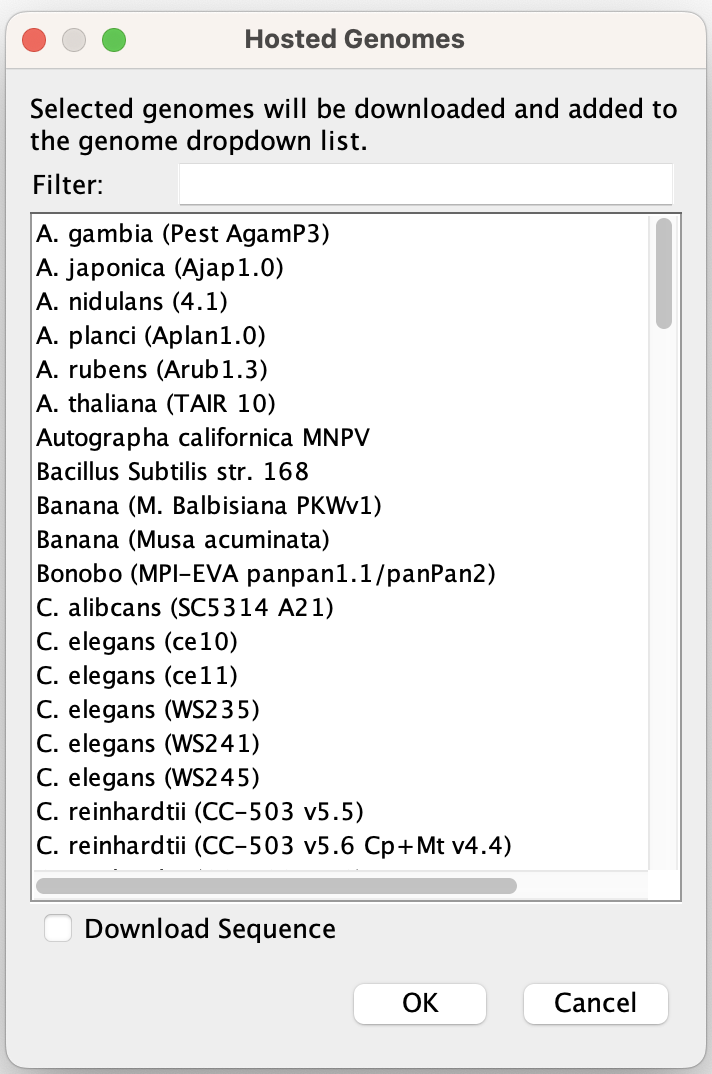 Hosted Genomes
Selected genomes will be downloaded and added to
the genome dropdown list.
Filter:
A. gambia (Pest AgamP3)
A. japonica (Ajap1.0)
A. nidulans (4.1)
A. planci (Aplan1.0)
A. rubens (Arub1.3)
A. thaliana (TAIR 10)
Autographa californica MNPV
Bacillus Subtilis str. 168
Banana (M. Balbisiana PKWv1)
Banana (Musa acuminata)
Bonobo (MPI-EVA panpan1.1/panPan2)
C. alibcans (SC5314 A21)
C. elegans (ce10)
C. elegans (ce11)
C. elegans (WS235)
C. elegans (WS241)
C. elegans (WS245)
C. reinhardtii (CC-503 v5.5)
C. reinhardtii (CC-503 v5.6 Cp+Mt v4.4)
Download Sequence
OK
Cancel